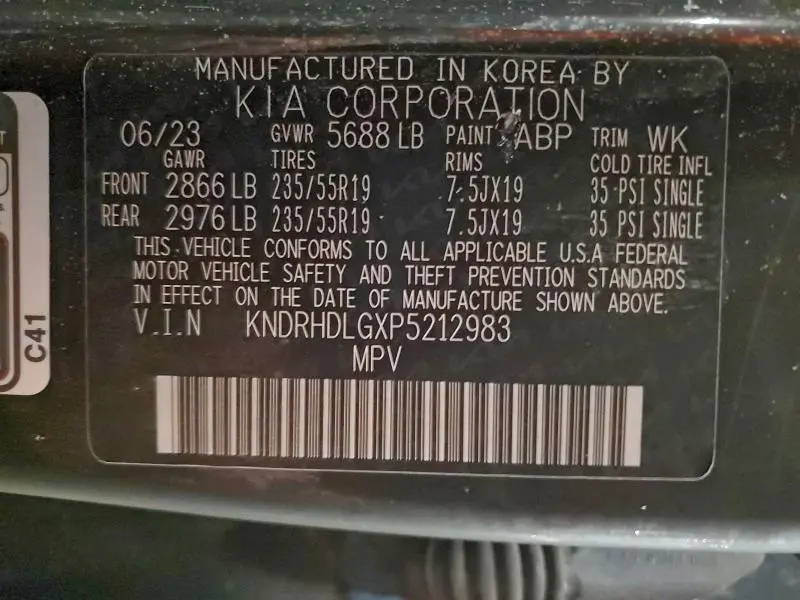 MANUFACTURED IN KOREA BY
KIA CORPORATION
06/23 GVWR 5688 LB PAINT ABP TRIM WK
GAWR TIRES RIMS COLD TIRE INFL
FRONT 2866 LB 235/55R19 7.5JX19 35 PSI SINGLE
REAR 2976 LB 235/55R19 7.5JX19 35 PSI SINGLE
THIS VEHICLE CONFORMS TO ALL APPLICABLE U.S.A FEDERAL
MOTOR VEHICLE SAFETY AND THEFT PREVENTION STANDARDS
IN EFFECT ON THE DATE OF MANUFACTURE SHOWN ABOVE.
V.I.N KNDRHDLGXP5212983
MPV
C41